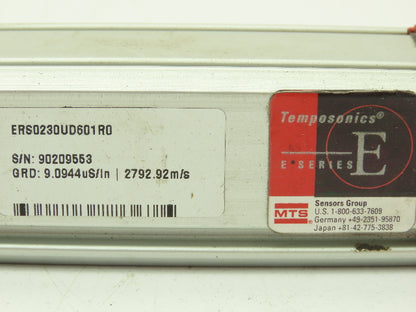 ERS0230UD601R0
S/N: 90209553
GRD: 9.0944uS/in | 2792.92m/s
Temposonics®
E-SERIES
E
MTS
Sensors Group
U.S. 1-800-633-7609
Germany +49-2351-95870
Japan +81-42-775-3838